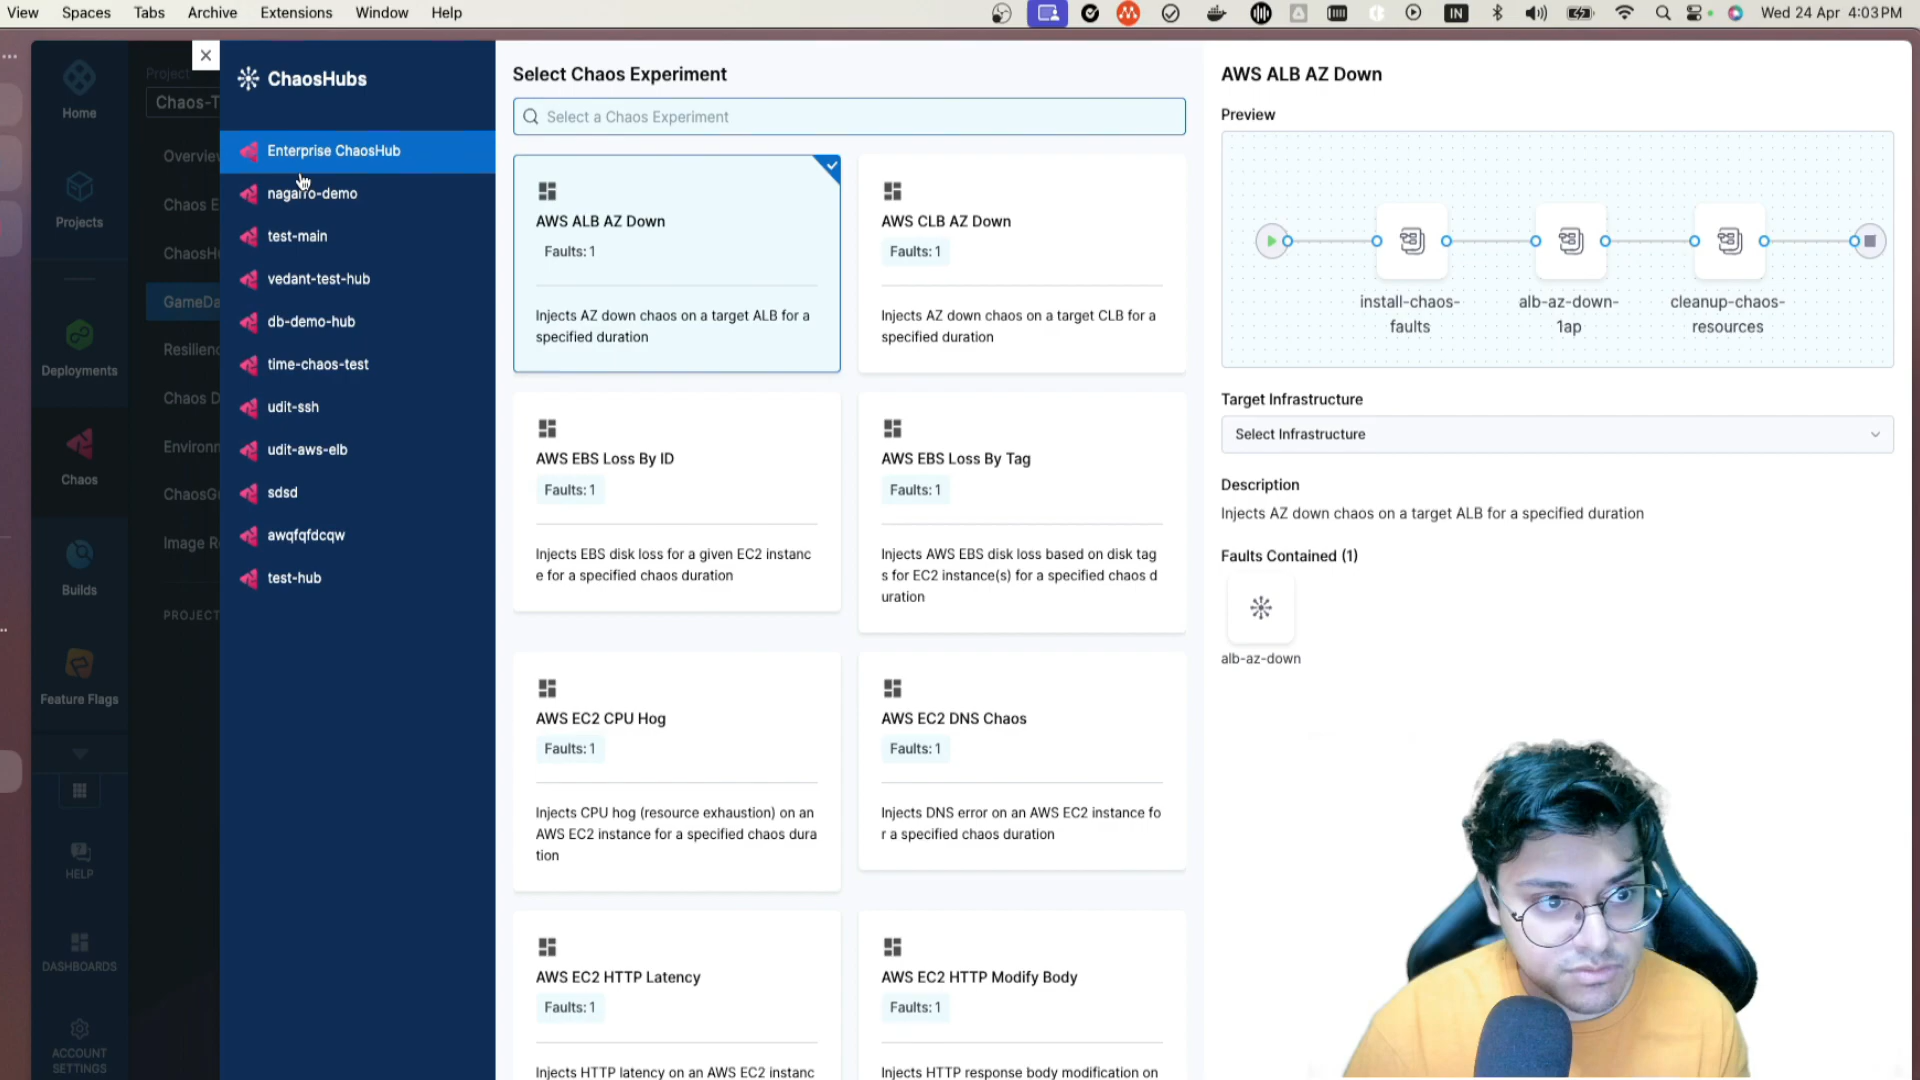 View Spaces Tabs Archive Extensions Window Help
IN
Wed 24 Apr 4:03 PM
Home
Projects
Deployments
Chaos
Builds
Feature Flags
HELP
DASHBOARDS
ACCOUNT
SETTINGS
Project
Chaos-T
Overview
Chaos E
ChaosHu
GameDa
Resilienc
Chaos D
Environm
ChaosGu
Image Re
PROJECT
ChaosHubs
Enterprise ChaosHub
nagarro-demo
test-main
vedant-test-hub
db-demo-hub
time-chaos-test
udit-ssh
udit-aws-elb
sdsd
awqfqfdcqw
test-hub
Select Chaos Experiment
Select a Chaos Experiment
AWS ALB AZ Down
Faults: 1
Injects AZ down chaos on a target ALB for a
specified duration
AWS CLB AZ Down
Faults: 1
Injects AZ down chaos on a target CLB for a
specified duration
AWS EBS Loss By ID
Faults: 1
Injects EBS disk loss for a given EC2 instanc
e for a specified chaos duration
AWS EBS Loss By Tag
Faults: 1
Injects AWS EBS disk loss based on disk tag
s for EC2 instance(s) for a specified chaos d
uration
AWS EC2 CPU Hog
Faults: 1
Injects CPU hog (resource exhaustion) on an
AWS EC2 instance for a specified chaos dura
tion
AWS EC2 DNS Chaos
Faults: 1
Injects DNS error on an AWS EC2 instance fo
r a specified chaos duration
AWS EC2 HTTP Latency
Faults: 1
Injects HTTP latency on an AWS EC2 instanc
AWS EC2 HTTP Modify Body
Faults: 1
Injects HTTP response body modification on
AWS ALB AZ Down
Preview
install-chaos-
faults
alb-az-down-
1ap
cleanup-chaos-
resources
Target Infrastructure
Select Infrastructure
Description
Injects AZ down chaos on a target ALB for a specified duration
Faults Contained (1)
alb-az-down